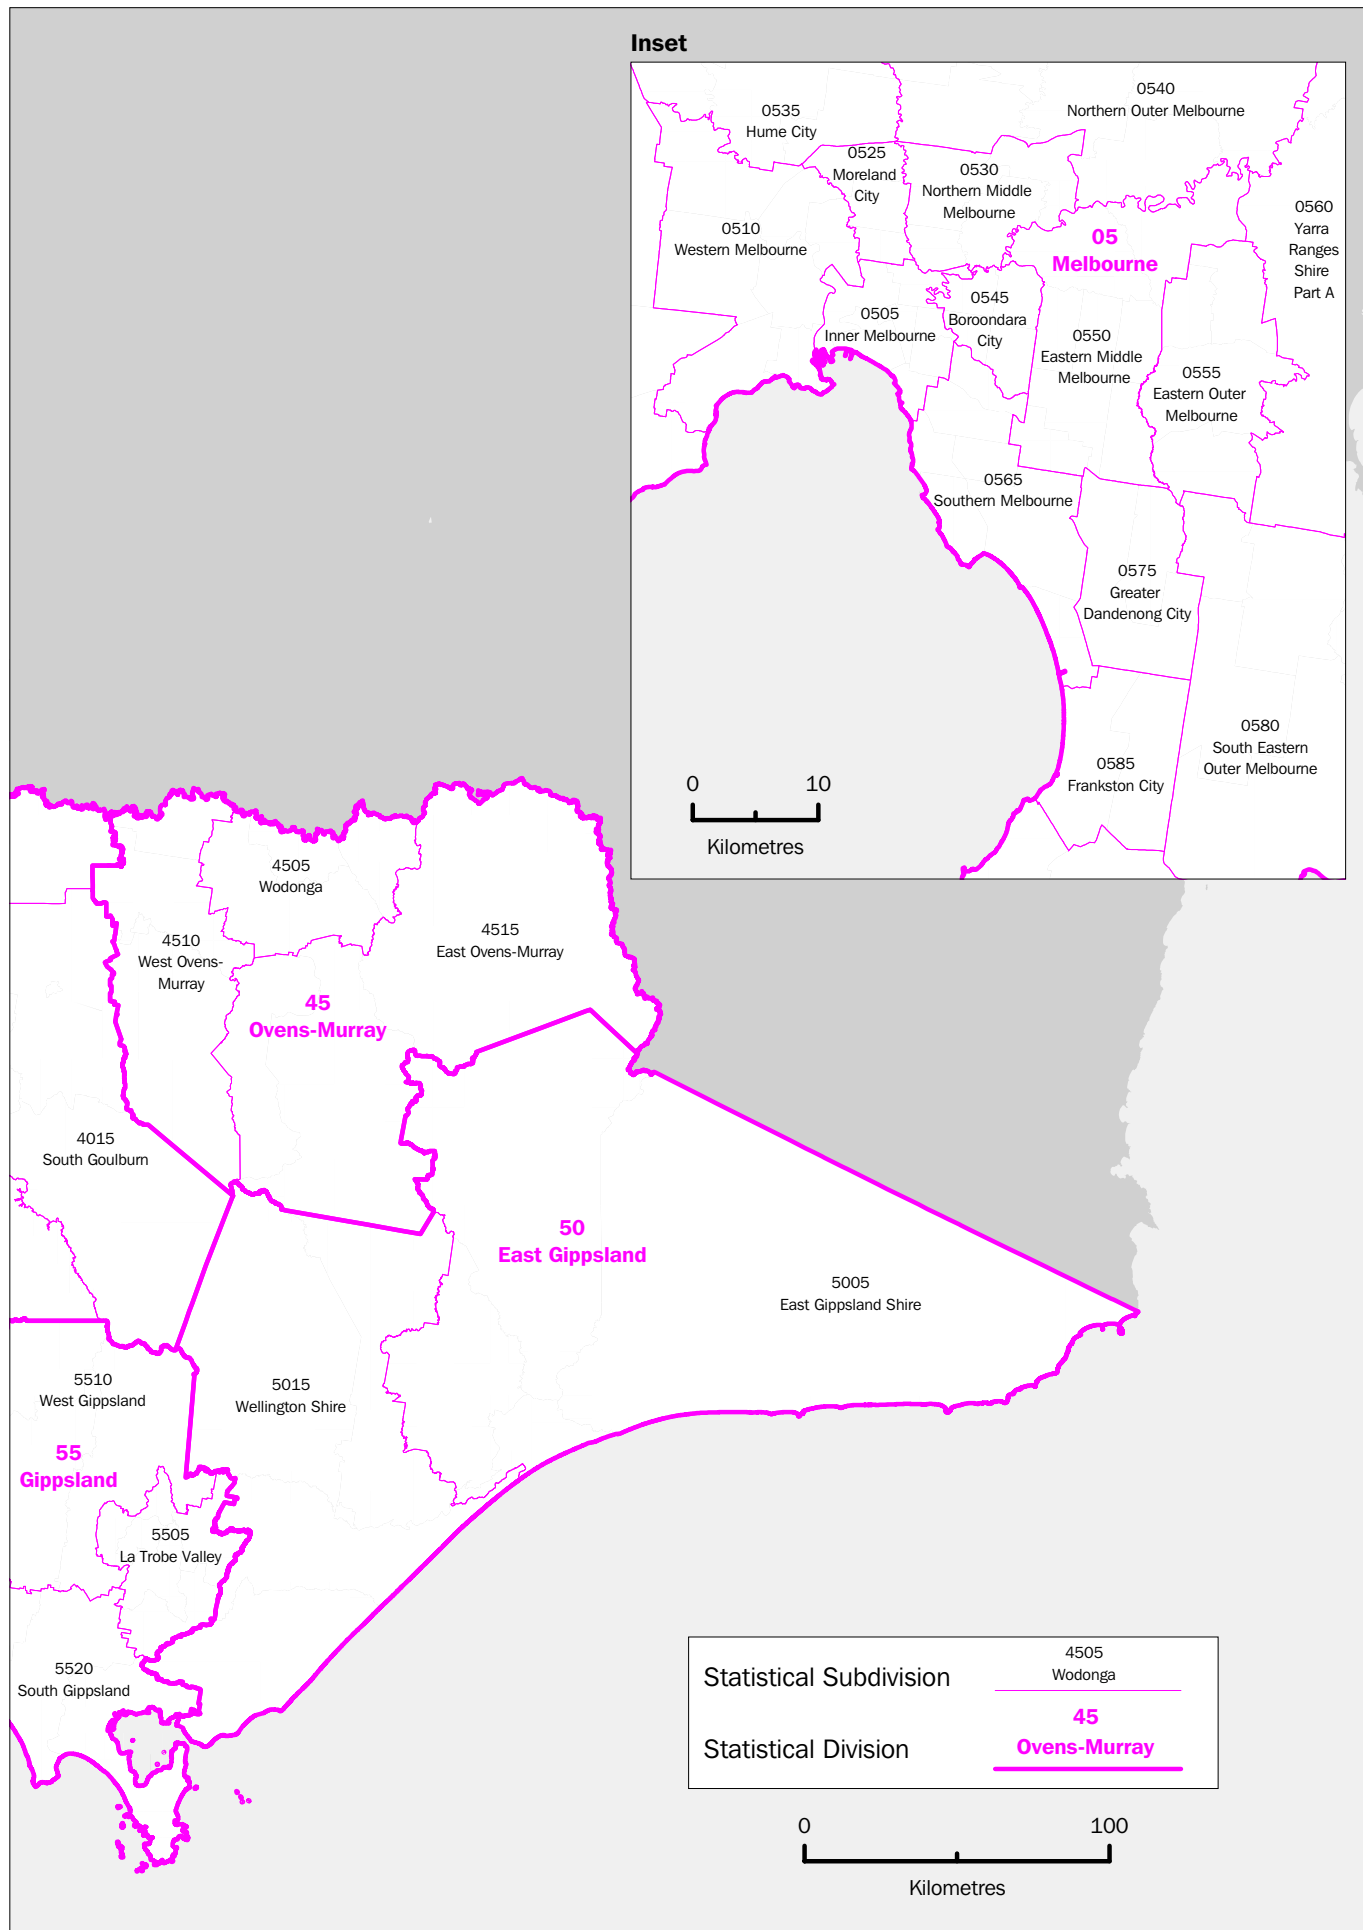 Inset
0540
Northern Outer Melbourne
0535
Hume City
0525
Moreland
City
0530
Northern Middle
Melbourne
0560
Yarra
Ranges
Shire
Part A
0510
Western Melbourne
05
Melbourne
0545
Boroondara
City
0505
Inner Melbourne
0550
Eastern Middle
Melbourne
0555
Eastern Outer
Melbourne
0565
Southern Melbourne
0575
Greater
Dandenong City
0580
South Eastern
Outer Melbourne
0585
Frankston City
0 10
Kilometres
4505
Wodonga
4515
East Ovens-Murray
4510
West Ovens-
Murray
45
Ovens-Murray
4015
South Goulburn
50
East Gippsland
5005
East Gippsland Shire
5510
West Gippsland
5015
Wellington Shire
55
Gippsland
5505
La Trobe Valley
5520
South Gippsland
Statistical Subdivision
4505
Wodonga
Statistical Division
45
Ovens-Murray
0 100
Kilometres